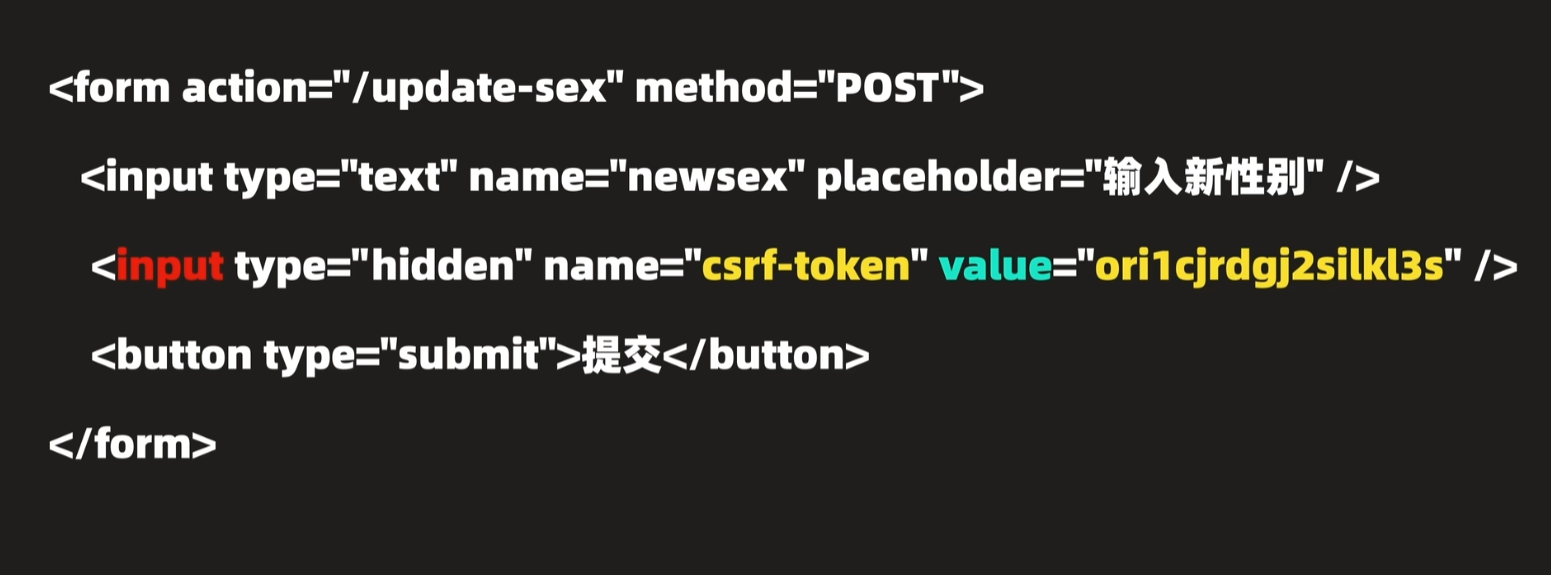 <form action="/update-sex" method="POST">
<input type="text" name="newsex" placeholder="输入新性别" />
<input type="hidden" name="csrf-token" value="ori1cjrdgj2silkl3s" />
<button type="submit">提交</button>
</form>